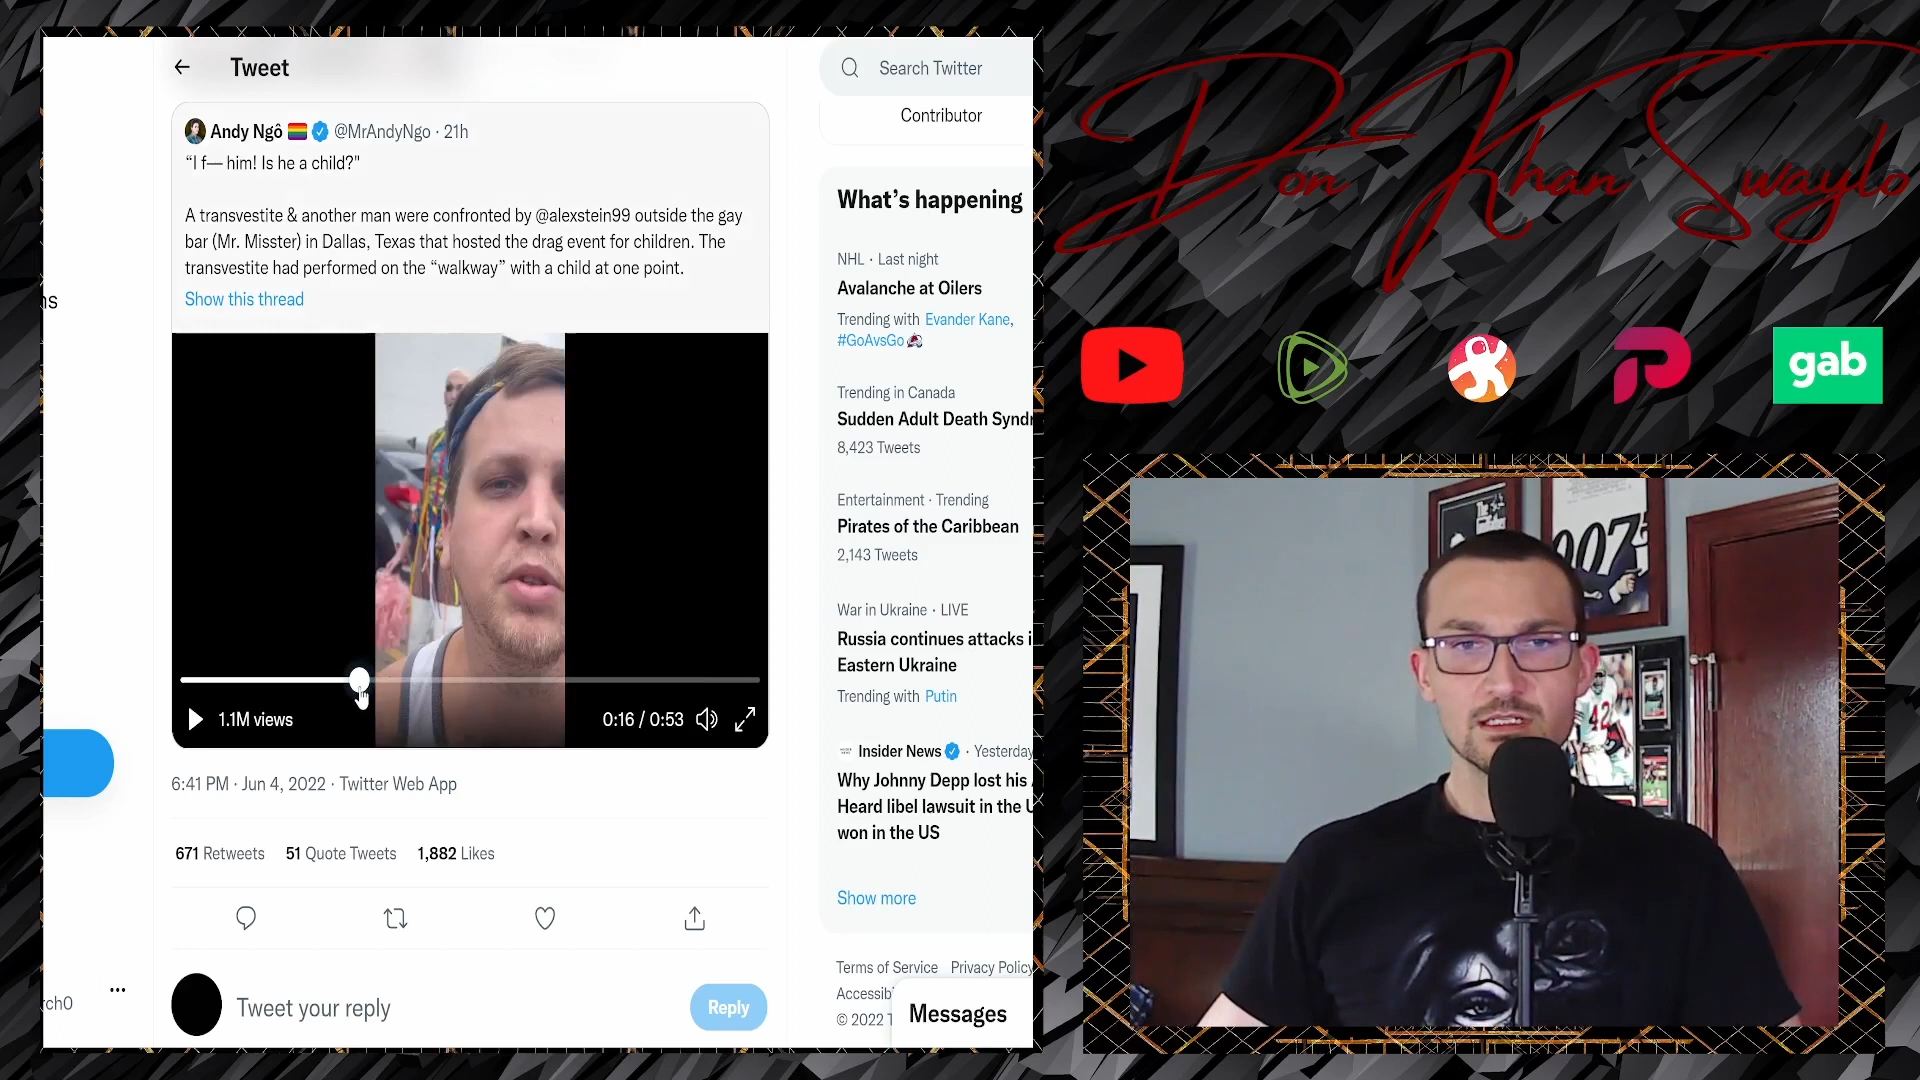 Tweet
Andy Ngô @MrAndyNgo · 21h
“I f— him! Is he a child?"
A transvestite & another man were confronted by @alexstein99 outside the gay
bar (Mr. Misster) in Dallas, Texas that hosted the drag event for children. The
transvestite had performed on the “walkway” with a child at one point.
Show this thread
1.1M views
0:16 / 0:53
6:41 PM · Jun 4, 2022 · Twitter Web App
671 Retweets 51 Quote Tweets 1,882 Likes
Tweet your reply
Reply
Search Twitter
Contributor
What’s happening
NHL · Last night
Avalanche at Oilers
Trending with Evander Kane,
#GoAvsGo
Trending in Canada
Sudden Adult Death Syndr
8,423 Tweets
Entertainment · Trending
Pirates of the Caribbean
2,143 Tweets
War in Ukraine · LIVE
Russia continues attacks i
Eastern Ukraine
Trending with Putin
Insider News · Yesterday
Why Johnny Depp lost his
Heard libel lawsuit in the U
won in the US
Show more
Terms of Service Privacy Policy
Accessibi
© 2022 T
Messages
ns
rch0
Don Khan Swaylo
gab
007
42